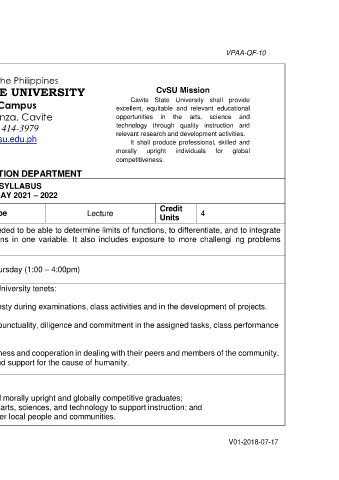 VPAA-QF-10
he Philippines
E UNIVERSITY
Campus
nza, Cavite
414-3979
su.edu.ph
CvSU Mission
Cavite State University shall provide
excellent, equitable and relevant educational
opportunities in the arts, science and
technology through quality instruction and
relevant research and development activities.
It shall produce professional, skilled and
morally upright individuals for global
competitiveness.
TION DEPARTMENT
SYLLABUS
AY 2021 – 2022
pe Lecture Credit Units 4
ded to be able to determine limits of functions, to differentiate, and to integrate
ns in one variable. It also includes exposure to more challengi ng problems
ursday (1:00 – 4:00pm)
University tenets:
esty during examinations, class activities and in the development of projects.
punctuality, diligence and commitment in the assigned tasks, class performance
ness and cooperation in dealing with their peers and members of the community.
d support for the cause of humanity.
d morally upright and globally competitive graduates;
arts, sciences, and technology to support instruction; and
er local people and communities.
V01-2018-07-17